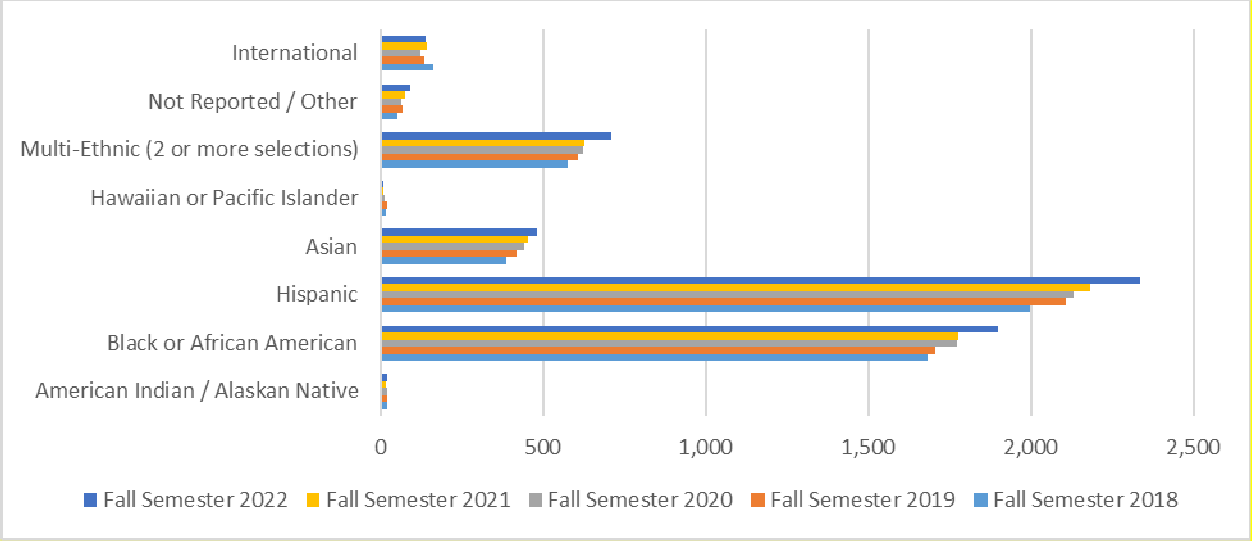 International
Not Reported / Other
Multi-Ethnic (2 or more selections)
Hawaiian or Pacific Islander
Asian
Hispanic
Black or African American
American Indian / Alaskan Native
0 500 1,000 1,500 2,000 2,500
Fall Semester 2022 Fall Semester 2021 Fall Semester 2020 Fall Semester 2019 Fall Semester 2018